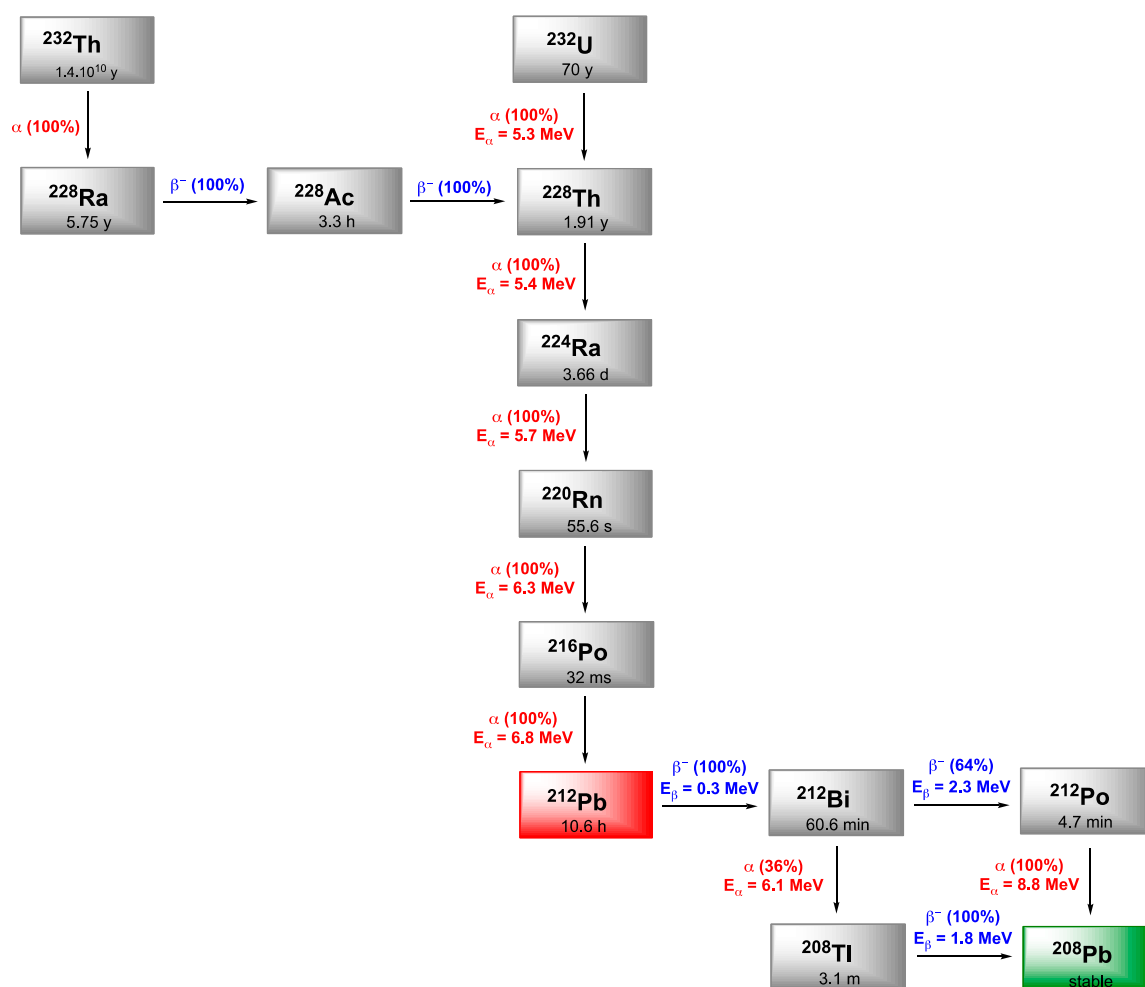 ²³²Th
1.4.10¹⁰ y
²³²U
70 y
α (100%)
α (100%)
Eα = 5.3 MeV
²²⁸Ra
5.75 y
β⁻ (100%)
²²⁸Ac
3.3 h
β⁻ (100%)
²²⁸Th
1.91 y
α (100%)
Eα = 5.4 MeV
²²⁴Ra
3.66 d
α (100%)
Eα = 5.7 MeV
²²⁰Rn
55.6 s
α (100%)
Eα = 6.3 MeV
²¹⁶Po
32 ms
α (100%)
Eα = 6.8 MeV
²¹²Pb
10.6 h
β⁻ (100%)
Eβ = 0.3 MeV
²¹²Bi
60.6 min
β⁻ (64%)
Eβ = 2.3 MeV
²¹²Po
4.7 min
α (36%)
Eα = 6.1 MeV
α (100%)
Eα = 8.8 MeV
²⁰⁸Tl
3.1 m
β⁻ (100%)
Eβ = 1.8 MeV
²⁰⁸Pb
stable